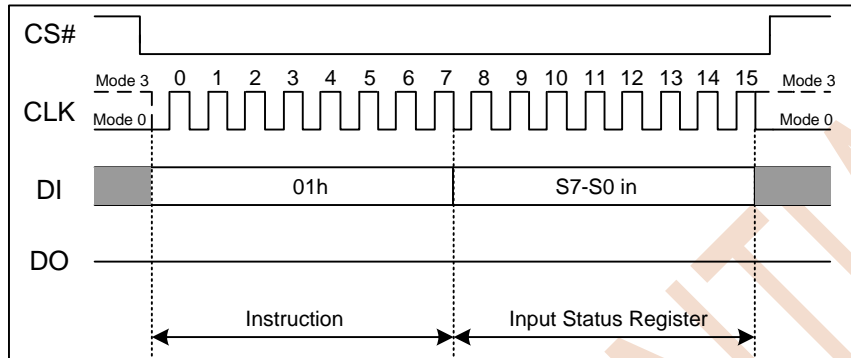 CS#
Mode 3 0 1 2 3 4 5 6 7 8 9 10 11 12 13 14 15 Mode 3
CLK
Mode 0 Mode 0
DI 01h S7-S0 in
DO
Instruction Input Status Register